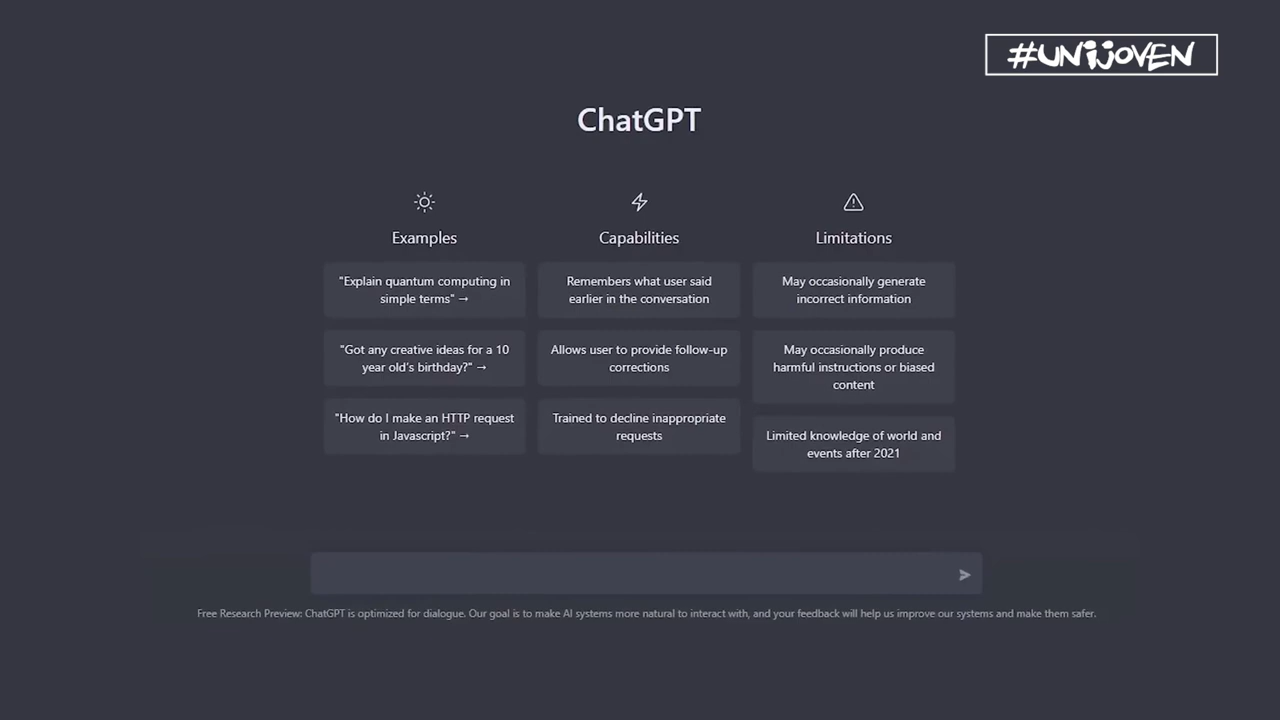 #UNIJOVEN
ChatGPT
Examples
"Explain quantum computing in
simple terms" →
"Got any creative ideas for a 10
year old's birthday?" →
"How do I make an HTTP request
in Javascript?" →
Capabilities
Remembers what user said
earlier in the conversation
Allows user to provide follow-up
corrections
Trained to decline inappropriate
requests
Limitations
May occasionally generate
incorrect information
May occasionally produce
harmful instructions or biased
content
Limited knowledge of world and
events after 2021
Free Research Preview: ChatGPT is optimized for dialogue. Our goal is to make AI systems more natural to interact with, and your feedback will help us improve our systems and make them safer.